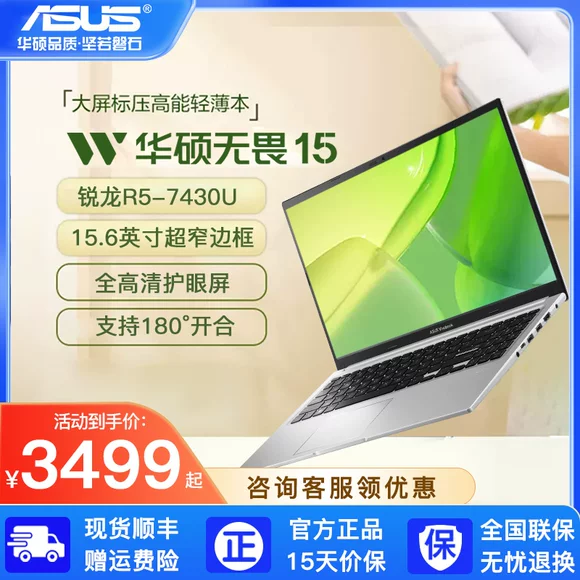 ASUS
华硕品质·坚若磐石
「大屏标压高能轻薄本」
华硕无畏15
锐龙R5-7430U
15.6英寸超窄边框
全高清护眼屏
支持180°开合
活动到手价:
¥3499起
咨询客服领优惠
现货顺丰
赠运费险
正
官方正品
15天价保
保
全国联保
无忧退换